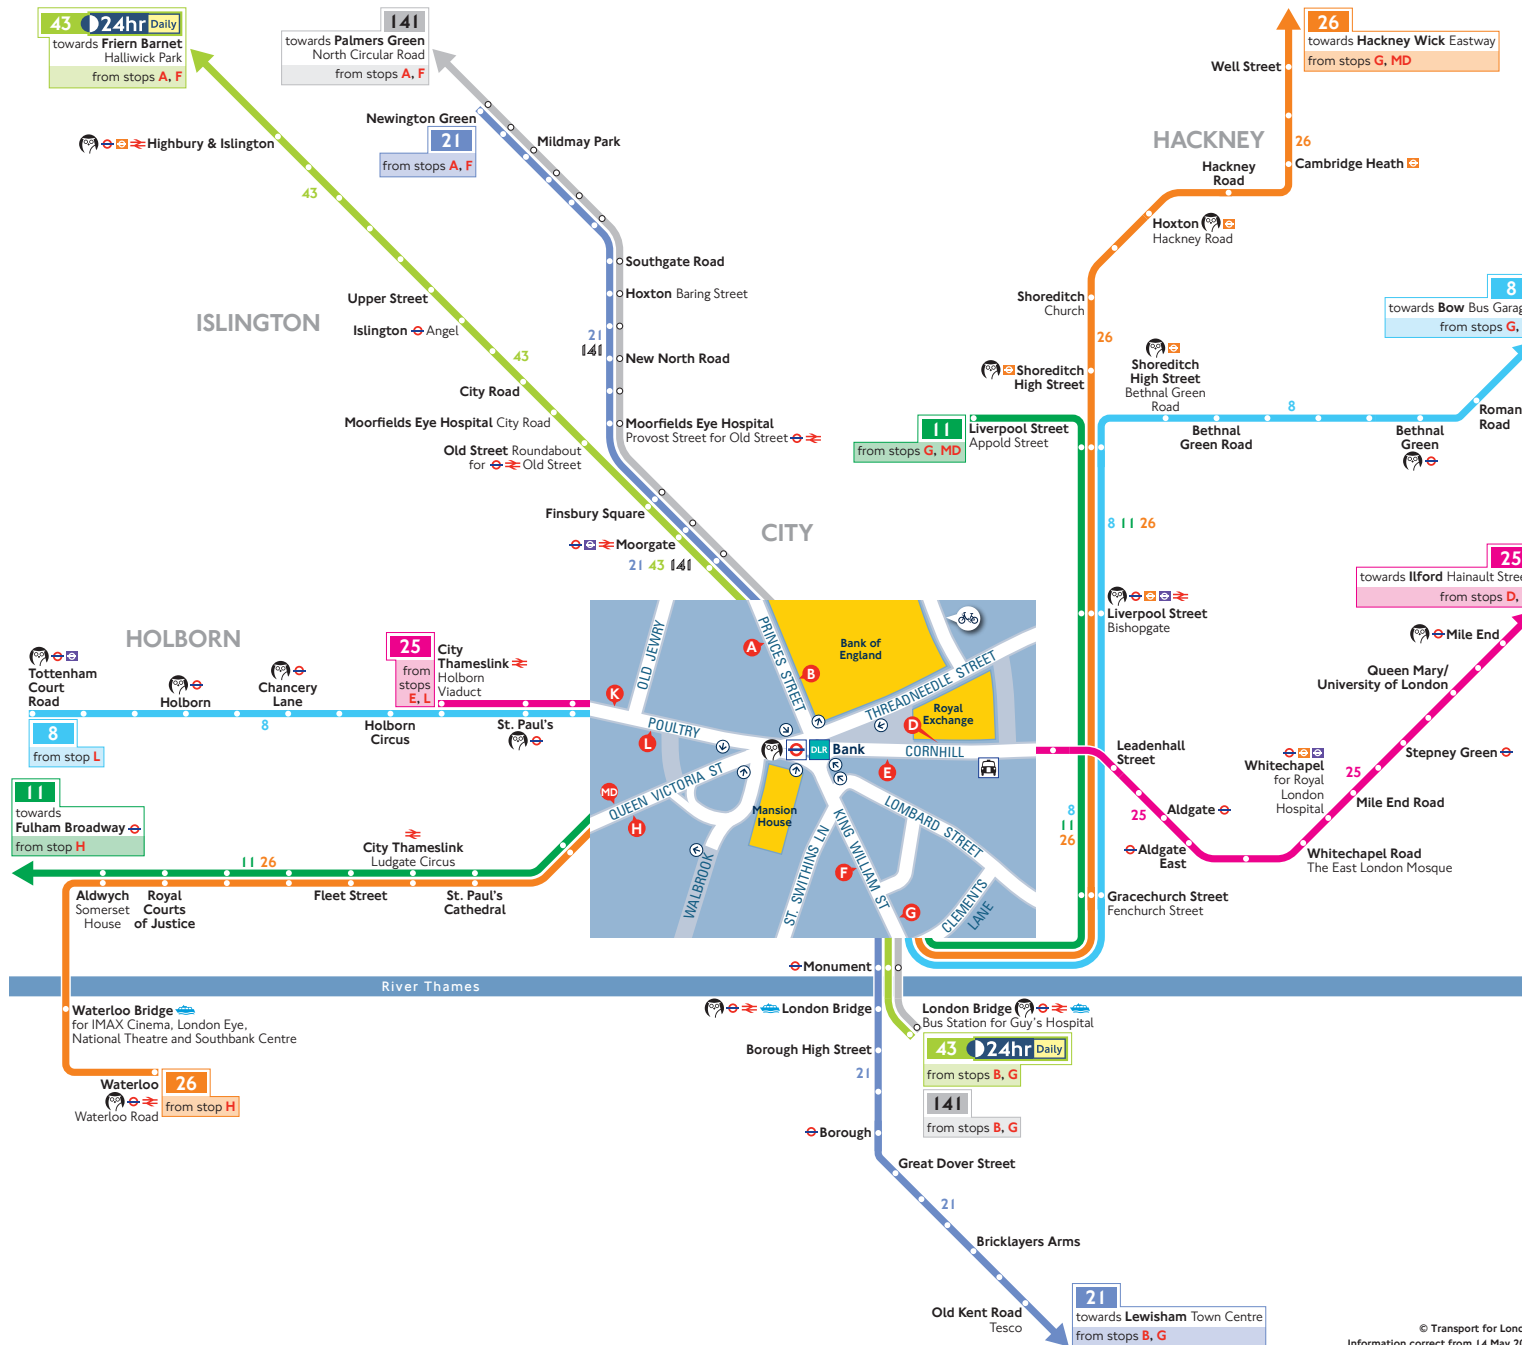 43 24hr Daily
towards Friern Barnet
Halliwick Park
from stops A, F
141
towards Palmers Green
North Circular Road
from stops A, F
26
towards Hackney Wick Eastway
from stops G, MD
Well Street
Newington Green
21
from stops A, F
Highbury & Islington
Mildmay Park
HACKNEY
26
Cambridge Heath
Hackney
Road
43
Hoxton
Hackney Road
Southgate Road
Hoxton Baring Street
Upper Street
ISLINGTON
Islington Angel
21
141
43
New North Road
City Road
Moorfields Eye Hospital City Road
Moorfields Eye Hospital
Provost Street for Old Street
Old Street Roundabout
for Old Street
Finsbury Square
Moorgate
21 43 141
CITY
Shoreditch
Church
26
Shoreditch
High Street
Shoreditch
High Street
Bethnal Green
Road
8
towards Bow Bus Garag
from stops G,
8
Bethnal
Green Road
Bethnal
Green
Roman
Road
11
from stops G, MD
Liverpool Street
Appold Street
8 11 26
Liverpool Street
Bishopgate
25
towards Ilford Hainault Stree
from stops D,
Mile End
Queen Mary/
University of London
Stepney Green
25
Mile End Road
Whitechapel
for Royal
London
Hospital
Whitechapel Road
The East London Mosque
Leadenhall
Street
25
Aldgate
Aldgate
East
8
11
26
Gracechurch Street
Fenchurch Street
HOLBORN
Tottenham
Court
Road
8
from stop L
Holborn
8
Chancery
Lane
Holborn
Circus
25
from
stops
E, L
City
Thameslink
Holborn
Viaduct
St. Paul's
11
towards
Fulham Broadway
from stop H
11 26
City Thameslink
Ludgate Circus
Aldwych
Somerset
House
Royal
Courts
of Justice
Fleet Street
St. Paul's
Cathedral
OLD JEWRY
PRINCES STREET
Bank of
England
THREADNEEDLE STREET
Royal
Exchange
POULTRY
Bank
DLR
CORNHILL
QUEEN VICTORIA ST
Mansion
House
LOMBARD STREET
KING WILLIAM ST
ST. SWITHINS LN
WALBROOK
CLEMENTS
LANE
A
B
K
L
D
E
MD
H
F
G
River Thames
Monument
London Bridge
London Bridge
Bus Station for Guy's Hospital
43 24hr Daily
from stops B, G
141
from stops B, G
Borough High Street
21
Borough
Great Dover Street
21
Bricklayers Arms
Old Kent Road
Tesco
21
towards Lewisham Town Centre
from stops B, G
Waterloo Bridge
for IMAX Cinema, London Eye,
National Theatre and Southbank Centre
Waterloo
Waterloo Road
26
from stop H
© Transport for Lond
Information correct from 14 May 20